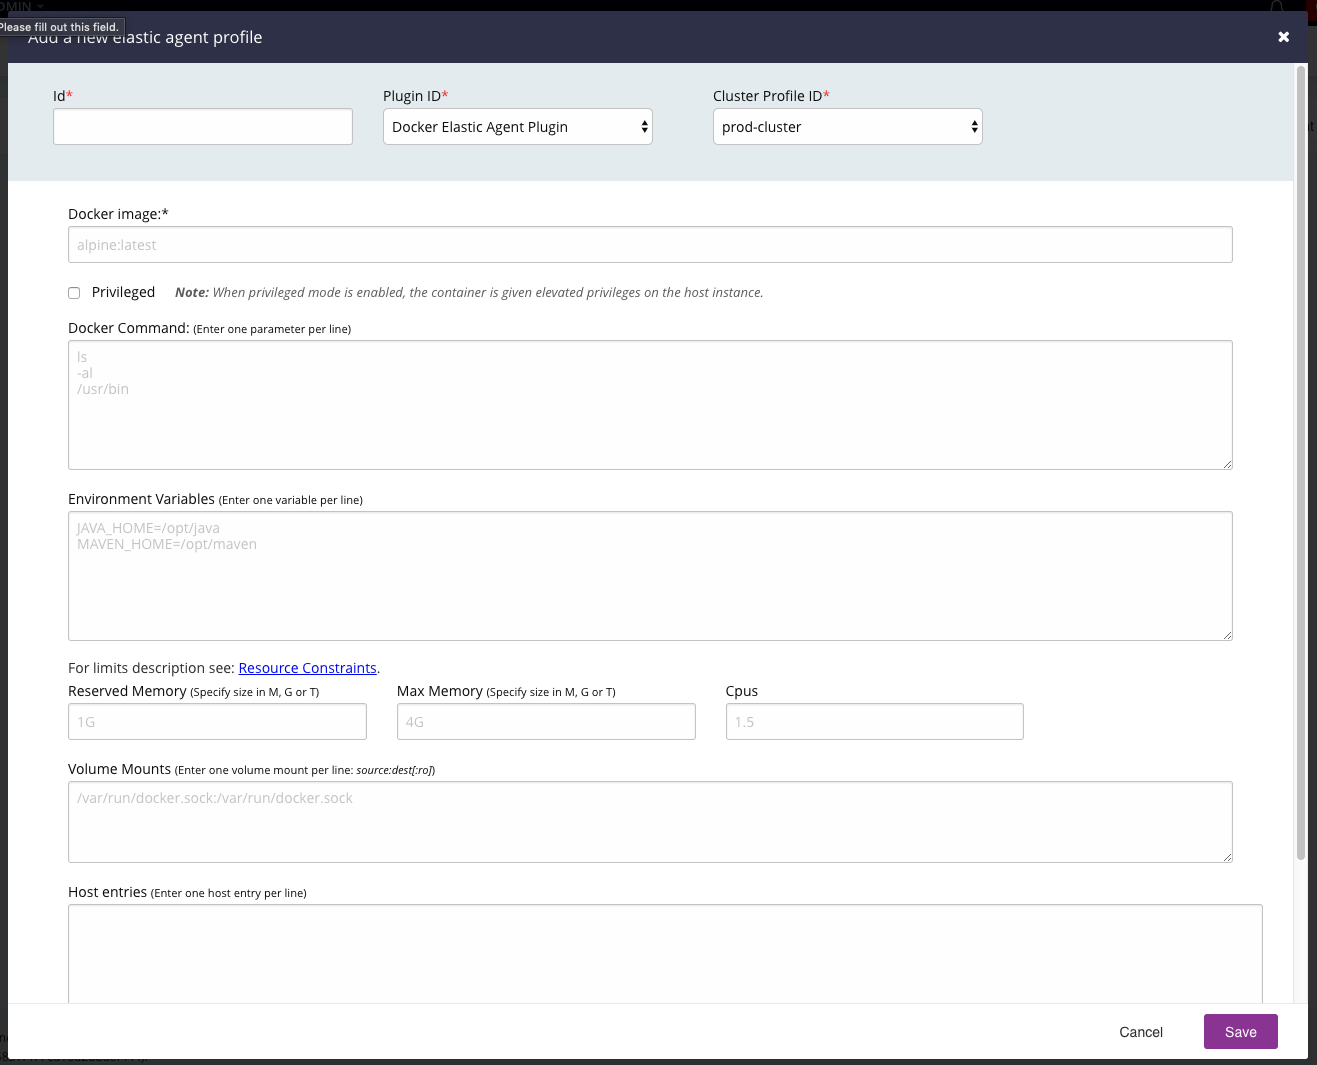 DMIN
Please fill out this field.
Add a new elastic agent profile
Id*
Plugin ID*
Cluster Profile ID*
Docker Elastic Agent Plugin
prod-cluster
Docker image:*
alpine:latest
Privileged Note: When privileged mode is enabled, the container is given elevated privileges on the host instance.
Docker Command: (Enter one parameter per line)
ls
-al
/usr/bin
Environment Variables (Enter one variable per line)
JAVA_HOME=/opt/java
MAVEN_HOME=/opt/maven
For limits description see: Resource Constraints.
Reserved Memory (Specify size in M, G or T)
Max Memory (Specify size in M, G or T)
Cpus
1G
4G
1.5
Volume Mounts (Enter one volume mount per line: source:dest[:ro])
/var/run/docker.sock:/var/run/docker.sock
Host entries (Enter one host entry per line)
Cancel
Save